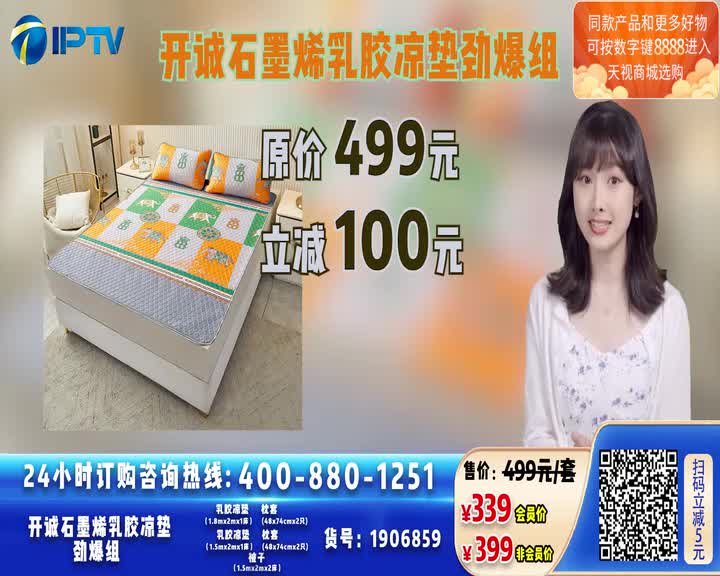 IPTV
开诚石墨烯乳胶凉垫劲爆组
同款产品和更多好物
可按数字键8888进入
天视商城选购
原价 499元
立减 100元
24小时订购咨询热线:400-880-1251
开诚石墨烯乳胶凉垫
劲爆组
乳胶凉垫 枕套
(1.8mx2mx1床) (48x74cmx2只)
乳胶凉垫 枕套
(1.5mx2mx1床) (48x74cmx2只)
被子
(1.5mx2mx2床)
货号:1906859
售价:499元/套
¥339会员价
¥399非会员价
扫码立减5元